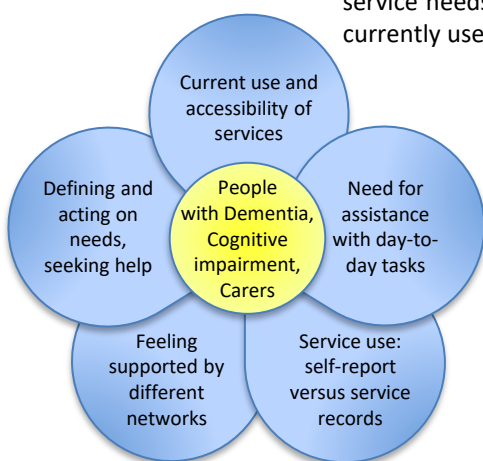 service needs
currently use
Current use and
accessibility of
services
Defining and
acting on
needs,
seeking help
People
with Dementia,
Cognitive
impairment,
Carers
Need for
assistance
with day-to-
day tasks
Feeling
supported by
different
networks
Service use:
self-report
versus service
records